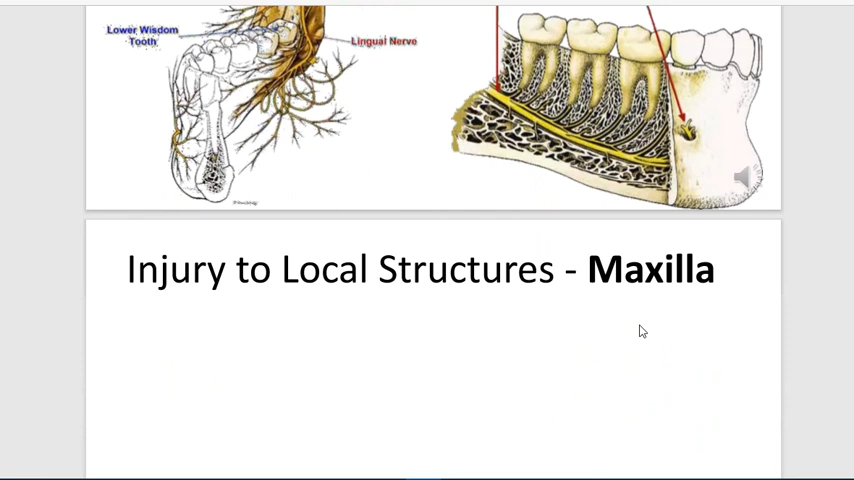 Lower Wisdom
Tooth
Lingual Nerve
Injury to Local Structures - Maxilla